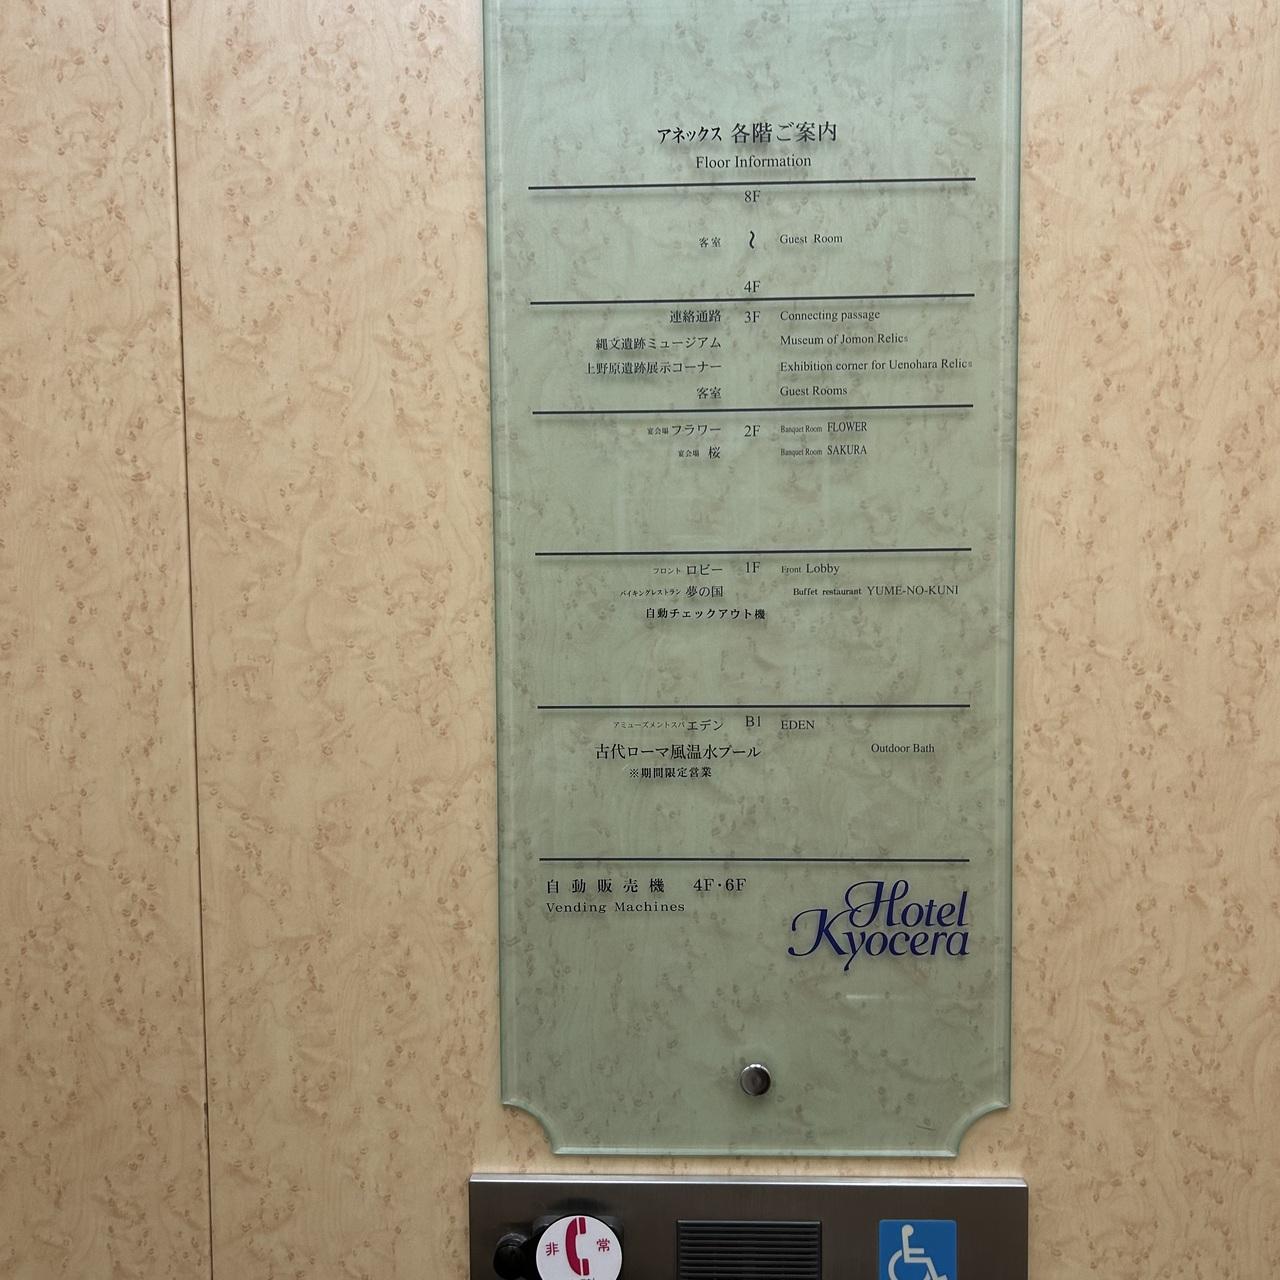 アネックス 各階ご案内
Floor Information
8F
客室 〜 Guest Room
4F
連絡通路 3F Connecting passage
縄文遺跡ミュージアム Museum of Jomon Relics
上野原遺跡展示コーナー Exhibition corner for Uenohara Relics
客室 Guest Rooms
宴会場 フラワー 2F Banquet Room FLOWER
宴会場 桜 Banquet Room SAKURA
フロント ロビー 1F Front Lobby
バイキングレストラン 夢の国 Buffet restaurant YUME-NO-KUNI
自動チェックアウト機
アミューズメントスパ エデン B1 EDEN
古代ローマ風温水プール Outdoor Bath
※期間限定営業
自動販売機 4F・6F
Vending Machines
Hotel
Kyocera
非常